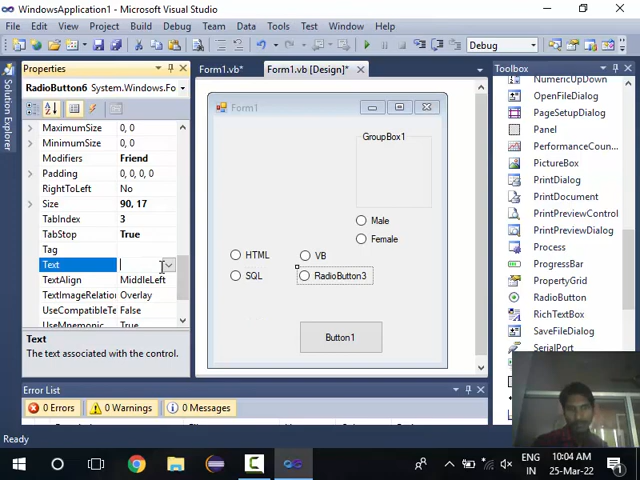 WindowsApplication1 - Microsoft Visual Studio
File Edit View Project Build Debug Team Data Tools Test Window Help
Debug
Solution Explorer
Properties
RadioButton6 System.Windows.Fo
MaximumSize 0, 0
MinimumSize 0, 0
Modifiers Friend
Padding 0, 0, 0, 0
RightToLeft No
Size 90, 17
TabIndex 3
TabStop True
Tag
Text
TextAlign MiddleLeft
TextImageRelation Overlay
UseCompatibleTe False
UseMnemonic True
Text
The text associated with the control.
Form1.vb*
Form1.vb [Design]*
Form1
GroupBox1
Male
Female
HTML
VB
SQL
RadioButton3
Button1
Toolbox
NumericUpDown
OpenFileDialog
PageSetupDialog
Panel
PerformanceCoun...
PictureBox
PrintDialog
PrintDocument
PrintPreviewControl
PrintPreviewDialog
Process
ProgressBar
PropertyGrid
RadioButton
RichTextBox
SaveFileDialog
SerialPort
Error List
0 Errors
0 Warnings
0 Messages
Ready
ENG
IN
10:04 AM
25-Mar-22
1